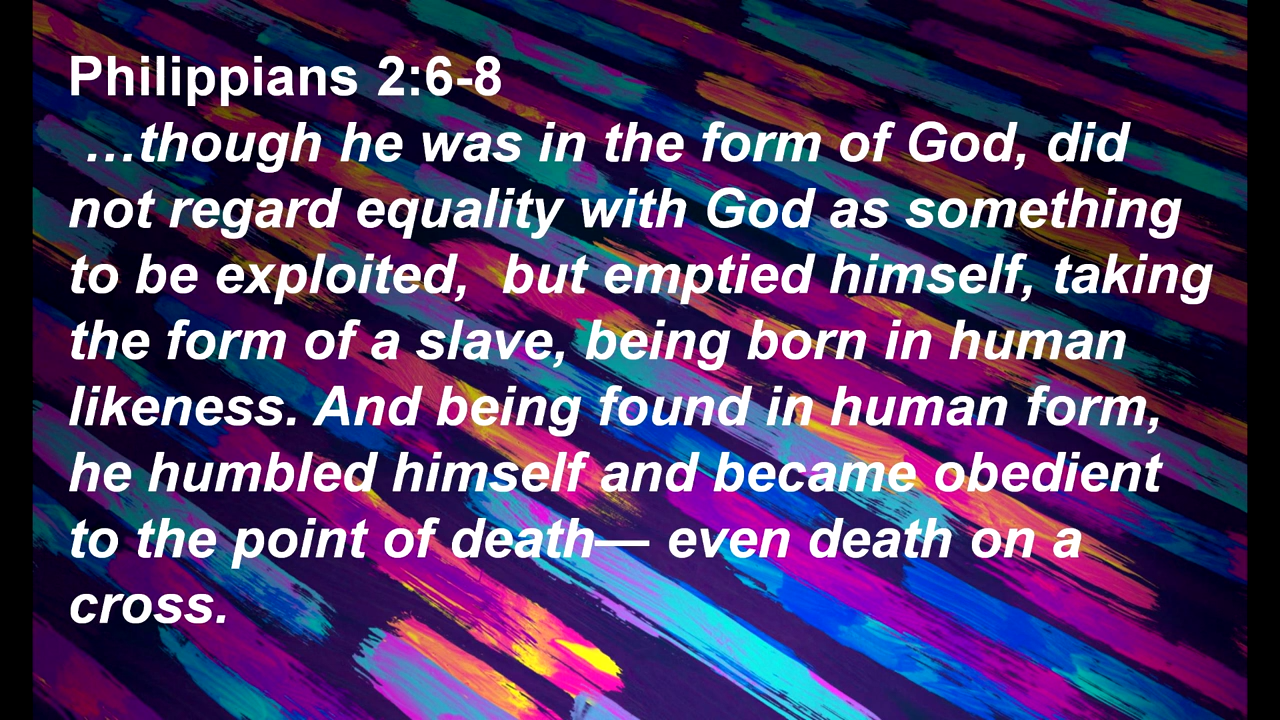 Philippians 2:6-8
…though he was in the form of God, did
not regard equality with God as something
to be exploited,  but emptied himself, taking
the form of a slave, being born in human
likeness. And being found in human form,
he humbled himself and became obedient
to the point of death— even death on a
cross.